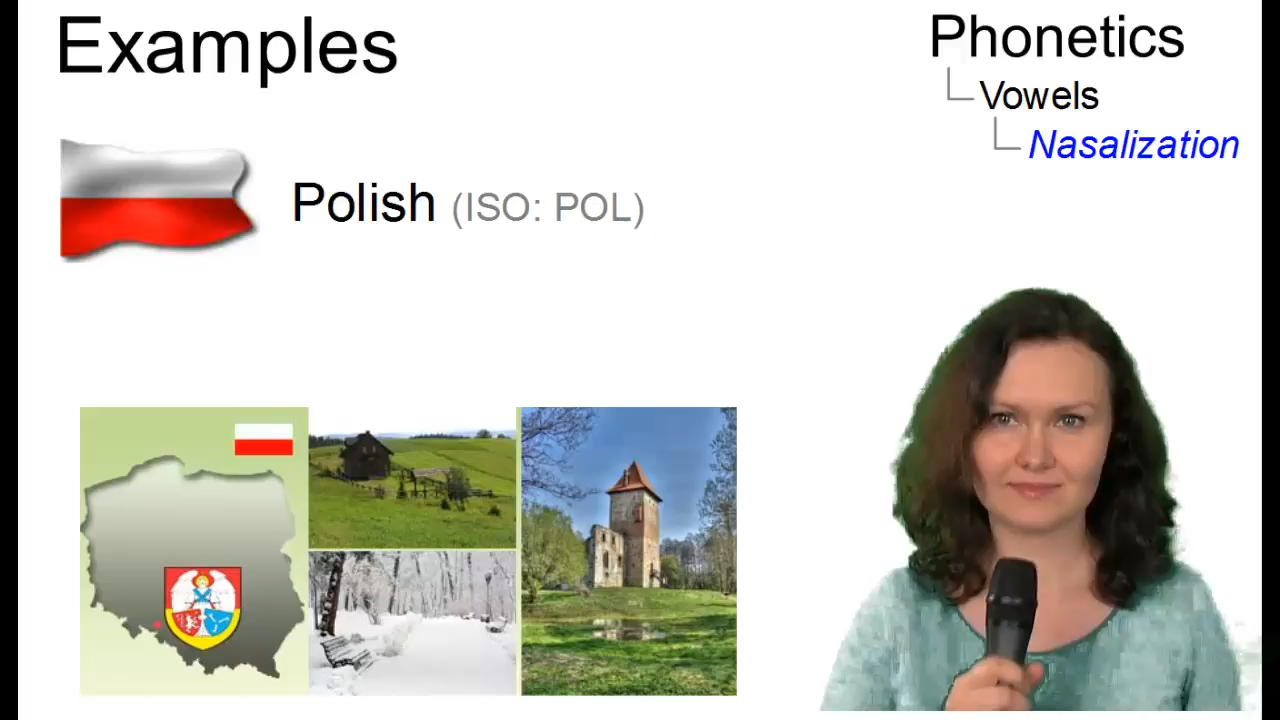 Examples
Phonetics
Vowels
Nasalization
Polish (ISO: POL)